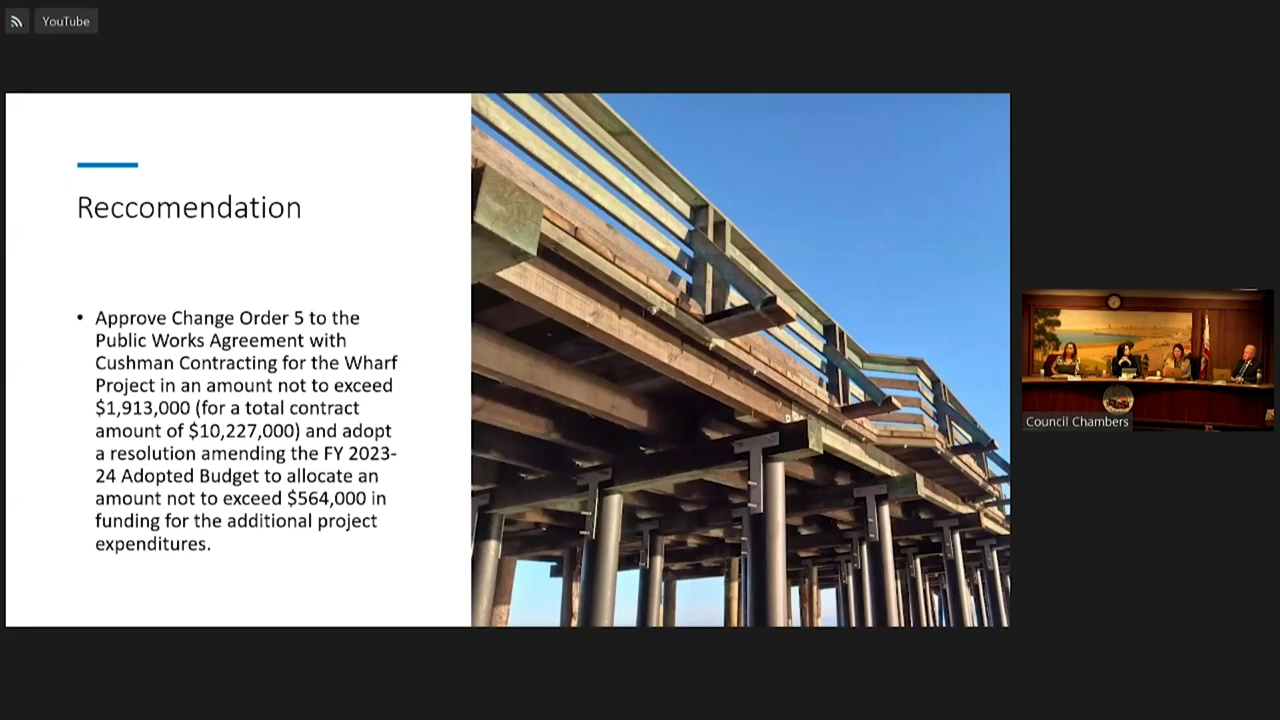 YouTube
Reccomendation
• Approve Change Order 5 to the
Public Works Agreement with
Cushman Contracting for the Wharf
Project in an amount not to exceed
$1,913,000 (for a total contract
amount of $10,227,000) and adopt
a resolution amending the FY 2023-
24 Adopted Budget to allocate an
amount not to exceed $564,000 in
funding for the additional project
expenditures.
Council Chambers